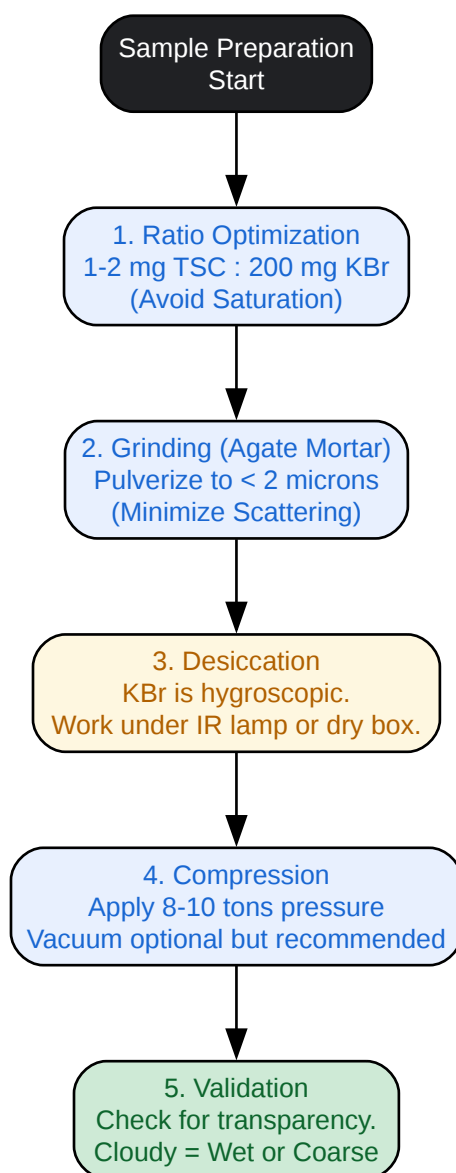 Sample Preparation
Start
1. Ratio Optimization
1-2 mg TSC : 200 mg KBr
(Avoid Saturation)
2. Grinding (Agate Mortar)
Pulverize to < 2 microns
(Minimize Scattering)
3. Desiccation
KBr is hygroscopic.
Work under IR lamp or dry box.
4. Compression
Apply 8-10 tons pressure
Vacuum optional but recommended
5. Validation
Check for transparency.
Cloudy = Wet or Coarse